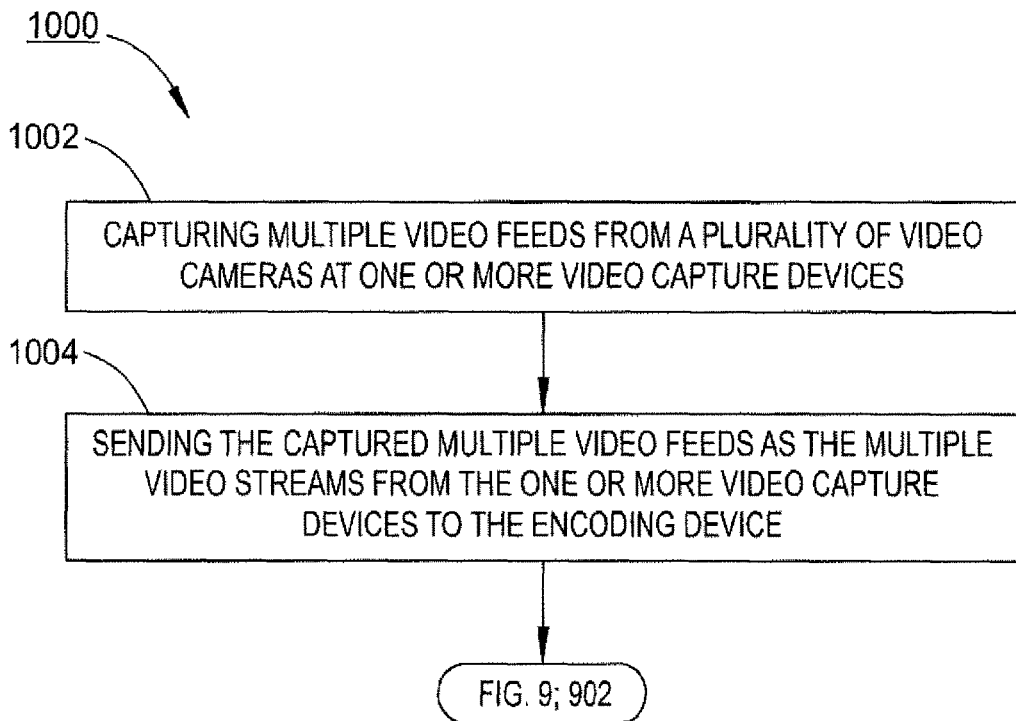 1000
1002
CAPTURING MULTIPLE VIDEO FEEDS FROM A PLURALITY OF VIDEO
CAMERAS AT ONE OR MORE VIDEO CAPTURE DEVICES
1004
SENDING THE CAPTURED MULTIPLE VIDEO FEEDS AS THE MULTIPLE
VIDEO STREAMS FROM THE ONE OR MORE VIDEO CAPTURE
DEVICES TO THE ENCODING DEVICE
FIG. 9; 902